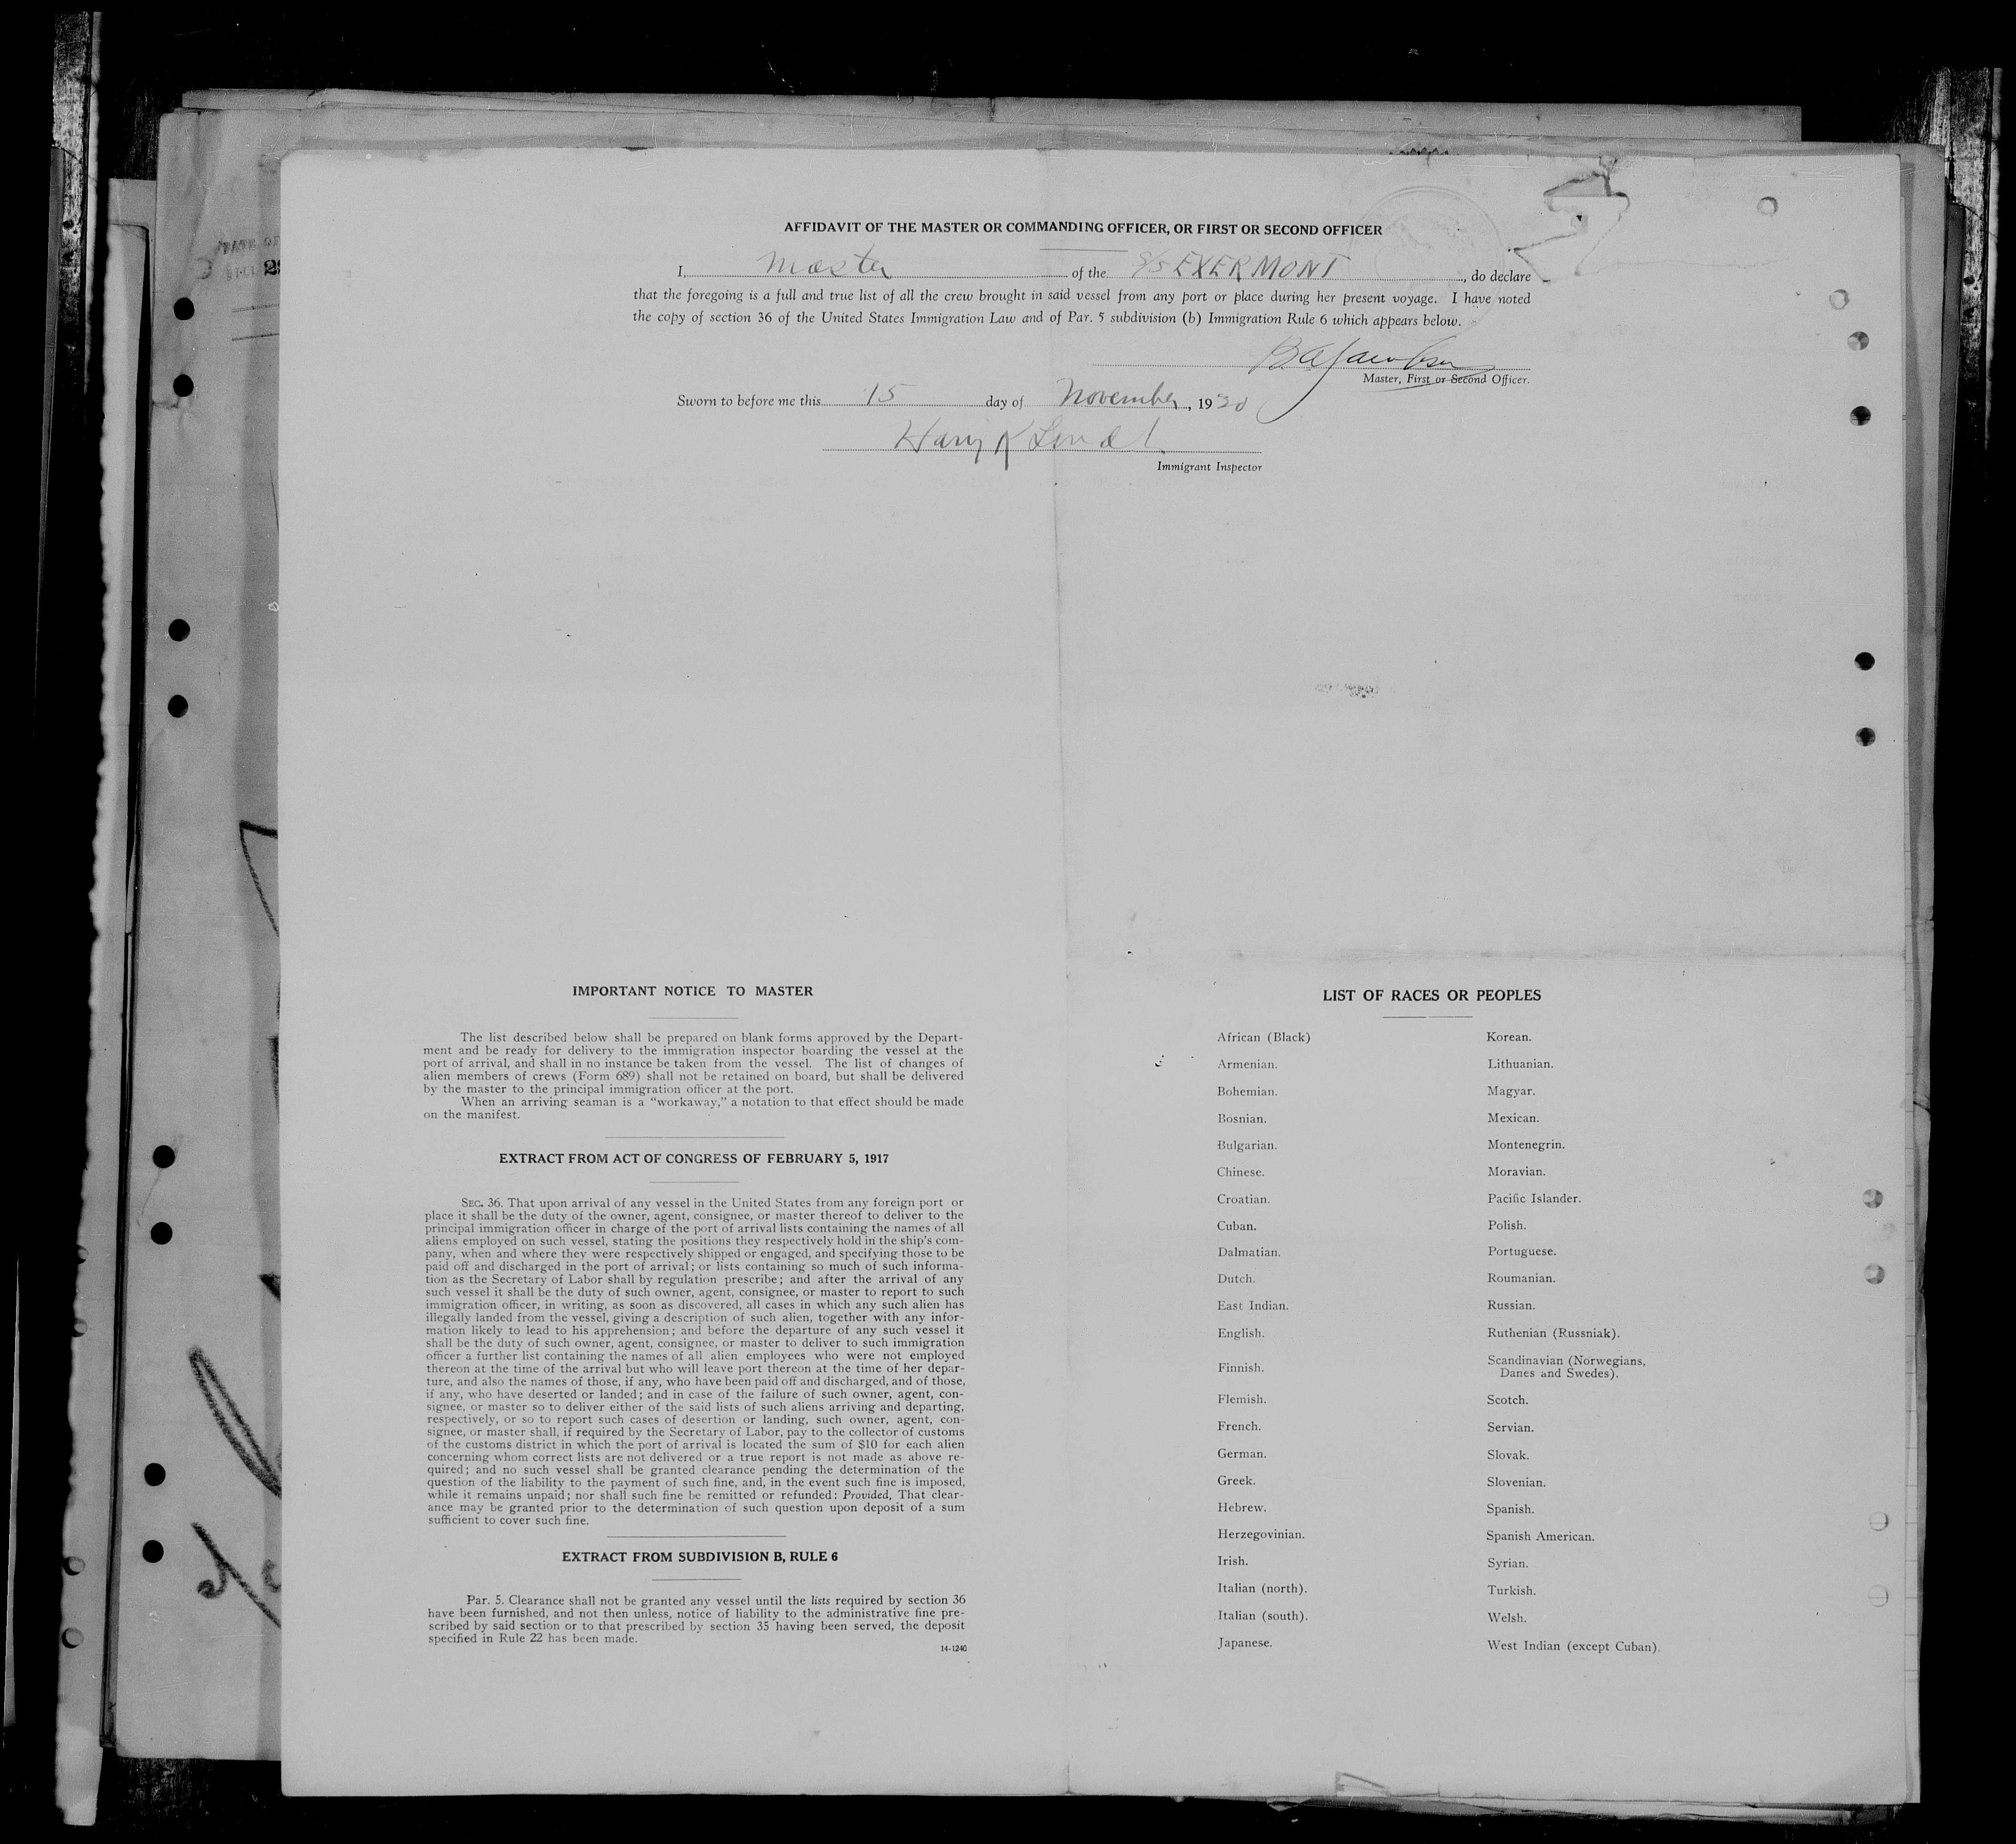 AFFIDAVIT OF THE MASTER OR COMMANDING OFFICER, OR FIRST OR SECOND OFFICER
I, Master of the S/S EXERMONT, do declare
that the foregoing is a full and true list of all the crew brought in said vessel from any port or place during her present voyage. I have noted
the copy of section 36 of the United States Immigration Law and of Par. 5 subdivision (b) Immigration Rule 6 which appears below.
Master, First or Second Officer.
Sworn to before me this 15 day of November, 1930
Harry
Immigrant Inspector
IMPORTANT NOTICE TO MASTER
The list described below shall be prepared on blank forms approved by the Depart-
ment and be ready for delivery to the immigration inspector boarding the vessel at the
port of arrival, and shall in no instance be taken from the vessel. The list of changes of
alien members of crews (Form 689) shall not be retained on board, but shall be delivered
by the master to the principal immigration officer at the port.
When an arriving seaman is a "workaway," a notation to that effect should be made
on the manifest.
EXTRACT FROM ACT OF CONGRESS OF FEBRUARY 5, 1917
SEC. 36. That upon arrival of any vessel in the United States from any foreign port or
place it shall be the duty of the owner, agent, consignee, or master thereof to deliver to the
principal immigration officer in charge of the port of arrival lists containing the names of all
aliens employed on such vessel, stating the positions they respectively hold in the ship's com-
pany, when and where they were respectively shipped or engaged, and specifying those to be
paid off and discharged in the port of arrival; or lists containing so much of such informa-
tion as the Secretary of Labor shall by regulation prescribe; and after the arrival of any
such vessel it shall be the duty of such owner, agent, consignee, or master to report to such
immigration officer, in writing, as soon as discovered, all cases in which any such alien has
illegally landed from the vessel, giving a description of such alien, together with any infor-
mation likely to lead to his apprehension; and before the departure of any such vessel it
shall be the duty of such owner, agent, consignee, or master to deliver to such immigration
officer a further list containing the names of all alien employees who were not employed
thereon at the time of the arrival but who will leave port thereon at the time of her depar-
ture, and also the names of those, if any, who have been paid off and discharged, and of those,
if any, who have deserted or landed; and in case of the failure of such owner, agent, con-
signee, or master so to deliver either of the said lists of such aliens arriving and departing,
respectively, or so to report such cases of desertion or landing, such owner, agent, con-
signee, or master shall, if required by the Secretary of Labor, pay to the collector of customs
of the customs district in which the port of arrival is located the sum of $10 for each alien
concerning whom correct lists are not delivered or a true report is not made as above re-
quired; and no such vessel shall be granted clearance pending the determination of the
question of the liability to the payment of such fine, and, in the event such fine is imposed,
while it remains unpaid; nor shall such fine be remitted or refunded: Provided, That clear-
ance may be granted prior to the determination of such question upon deposit of a sum
sufficient to cover such fine.
EXTRACT FROM SUBDIVISION B, RULE 6
Par. 5. Clearance shall not be granted any vessel until the lists required by section 36
have been furnished, and not then unless, notice of liability to the administrative fine pre-
scribed by said section or to that prescribed by section 35 having been served, the deposit
specified in Rule 22 has been made.
14-1240
LIST OF RACES OR PEOPLES
African (Black)
Armenian.
Bohemian.
Bosnian.
Bulgarian.
Chinese.
Croatian.
Cuban.
Dalmatian.
Dutch.
East Indian.
English.
Finnish.
Flemish.
French.
German.
Greek.
Hebrew.
Herzegovinian.
Irish.
Italian (north).
Italian (south).
Japanese.
Korean.
Lithuanian.
Magyar.
Mexican.
Montenegrin.
Moravian.
Pacific Islander.
Polish.
Portuguese.
Roumanian.
Russian.
Ruthenian (Russniak).
Scandinavian (Norwegians,
Danes and Swedes).
Scotch.
Servian.
Slovak.
Slovenian.
Spanish.
Spanish American.
Syrian.
Turkish.
Welsh.
West Indian (except Cuban).